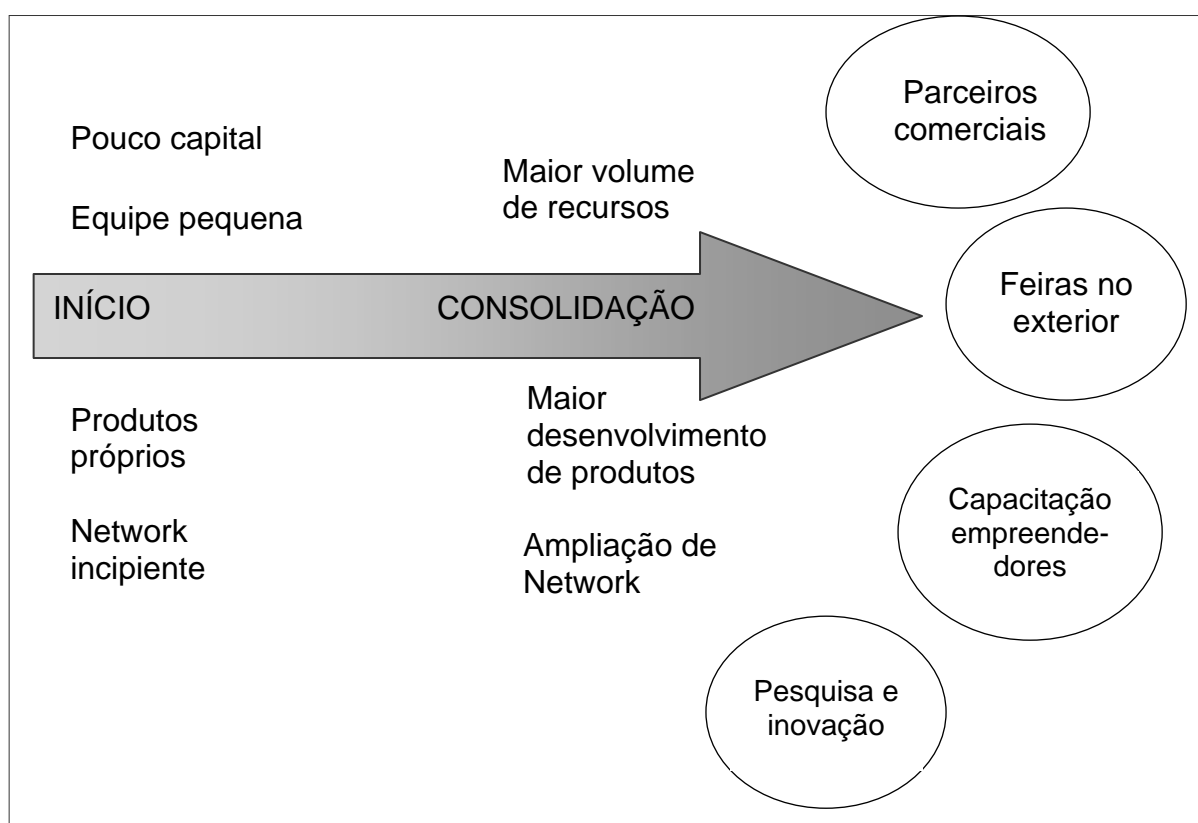 Pouco capital
Equipe pequena
Maior volume
de recursos
INÍCIO
CONSOLIDAÇÃO
Produtos
próprios
Network
incipiente
Maior
desenvolvimento
de produtos
Ampliação de
Network
Parceiros
comerciais
Feiras no
exterior
Capacitação
empreende-
dores
Pesquisa e
inovação